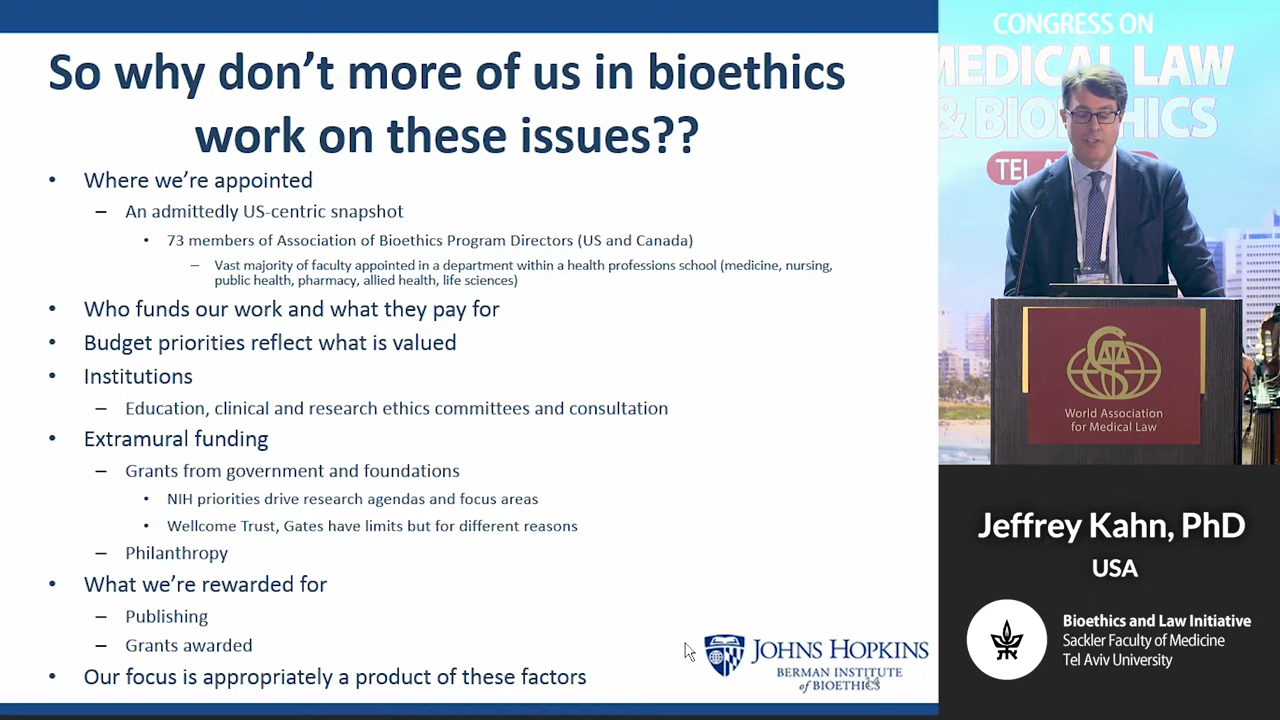 So why don't more of us in bioethics
work on these issues??
• Where we're appointed
– An admittedly US-centric snapshot
• 73 members of Association of Bioethics Program Directors (US and Canada)
– Vast majority of faculty appointed in a department within a health professions school (medicine, nursing,
public health, pharmacy, allied health, life sciences)
• Who funds our work and what they pay for
• Budget priorities reflect what is valued
• Institutions
– Education, clinical and research ethics committees and consultation
• Extramural funding
– Grants from government and foundations
• NIH priorities drive research agendas and focus areas
• Wellcome Trust, Gates have limits but for different reasons
– Philanthropy
• What we're rewarded for
– Publishing
– Grants awarded
• Our focus is appropriately a product of these factors
JOHNS HOPKINS
BERMAN INSTITUTE
of BIOETHICS
14
CONGRESS ON
MEDICAL LAW
& BIOETHICS
TEL
World Association
for Medical Law
Jeffrey Kahn, PhD
USA
Bioethics and Law Initiative
Sackler Faculty of Medicine
Tel Aviv University